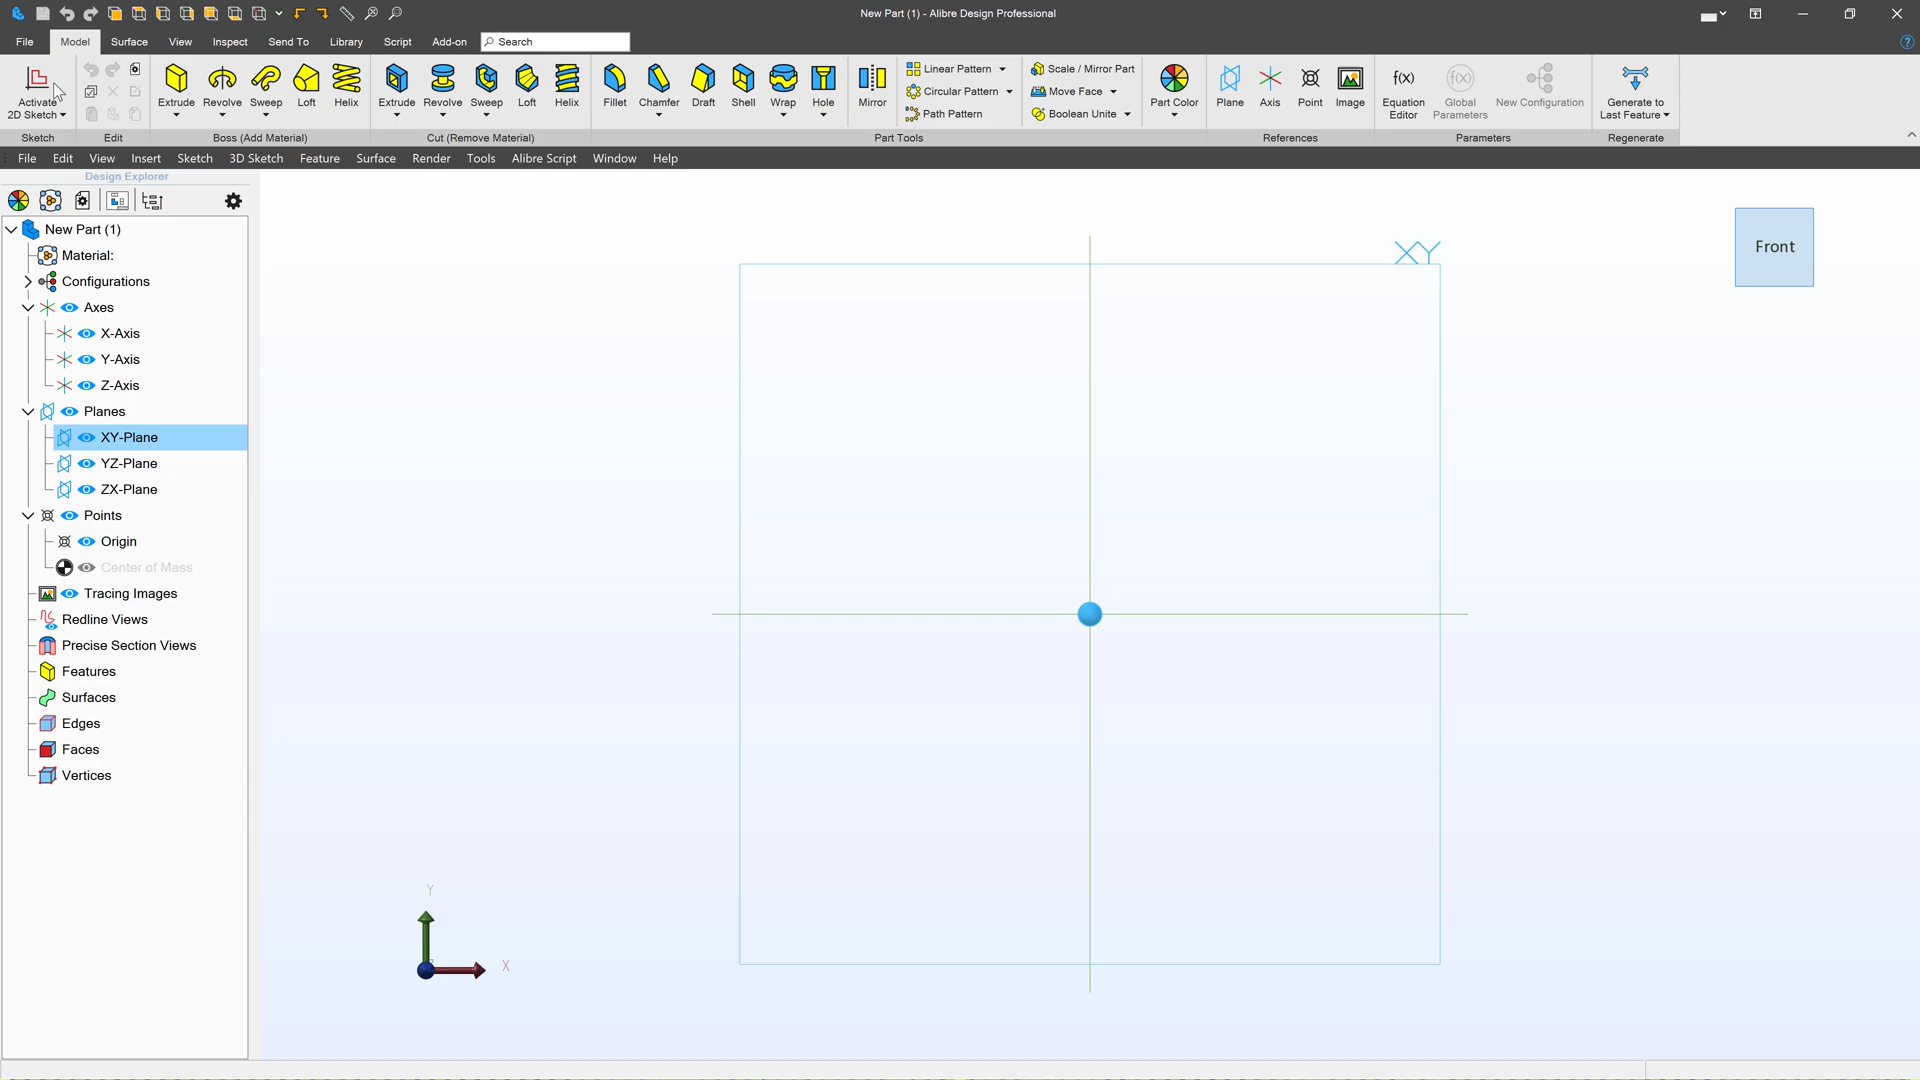 New Part (1) - Alibre Design Professional
File Model Surface View Inspect Send To Library Script Add-on Search
Activate 2D Sketch
Extrude Revolve Sweep Loft Helix
Extrude Revolve Sweep Loft Helix
Fillet Chamfer Draft Shell Wrap Hole Mirror
Linear Pattern
Circular Pattern
Path Pattern
Scale / Mirror Part
Move Face
Boolean Unite
Part Color
Plane Axis Point Image
Equation Editor
Global Parameters
New Configuration
Generate to Last Feature
Sketch Edit Boss (Add Material) Cut (Remove Material) Part Tools References Parameters Regenerate
File Edit View Insert Sketch 3D Sketch Feature Surface Render Tools Alibre Script Window Help
Design Explorer
New Part (1)
Material:
Configurations
Axes
X-Axis
Y-Axis
Z-Axis
Planes
XY-Plane
YZ-Plane
ZX-Plane
Points
Origin
Center of Mass
Tracing Images
Redline Views
Precise Section Views
Features
Surfaces
Edges
Faces
Vertices
XY
Front
Y
X